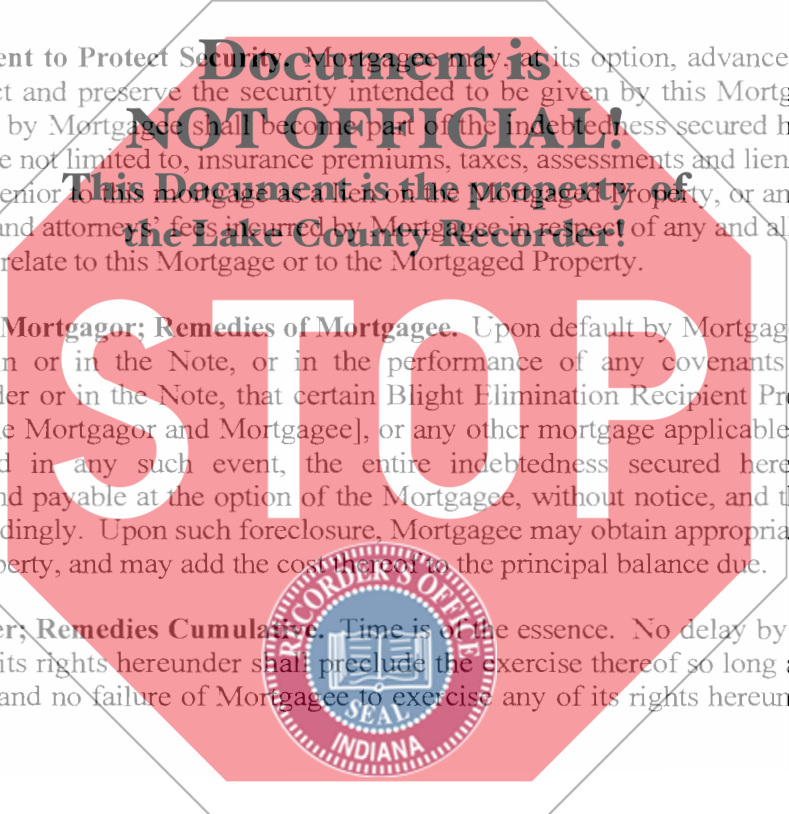 Document is
NOT OFFICIAL!
This Document is the property of
the Lake County Recorder!
ent to Protect Security. Mortgagee may, at its option, advance
ct and preserve the security intended to be given by this Mortg
by Mortgagee shall become part of the indebtedness secured h
e not limited to, insurance premiums, taxes, assessments and lien
enior to this mortgage as a lien on the Mortgaged Property, or an
and attorneys' fees incurred by Mortgagee in respect of any and al
relate to this Mortgage or to the Mortgaged Property.
Mortgagor; Remedies of Mortgagee. Upon default by Mortgag
n or in the Note, or in the performance of any covenants
der or in the Note, that certain Blight Elimination Recipient Pr
e Mortgagor and Mortgagee], or any other mortgage applicable
d in any such event, the entire indebtedness secured here
nd payable at the option of the Mortgagee, without notice, and t
dingly. Upon such foreclosure, Mortgagee may obtain appropria
perty, and may add the cost thereof to the principal balance due.
er; Remedies Cumulative. Time is of the essence. No delay by
its rights hereunder shall preclude the exercise thereof so long a
and no failure of Mortgagee to exercise any of its rights hereun
STOP
RECORDER'S OFFICE
SEAL
INDIANA